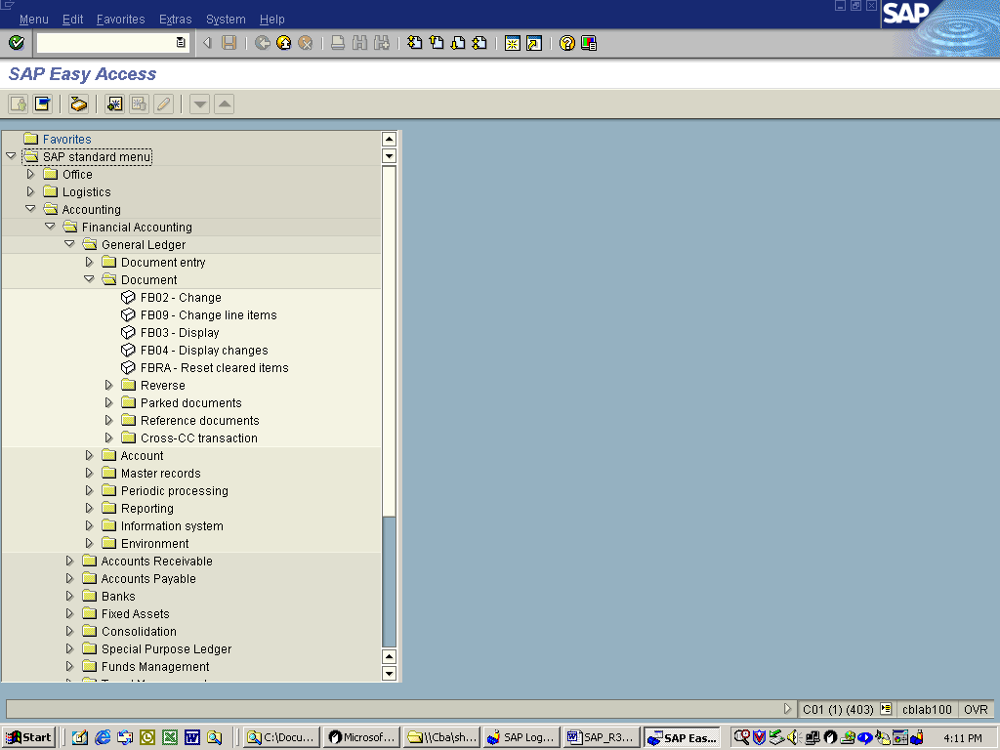 Menu Edit Favorites Extras System Help
SAP
SAP Easy Access
Favorites
SAP standard menu
Office
Logistics
Accounting
Financial Accounting
General Ledger
Document entry
Document
FB02 - Change
FB09 - Change line items
FB03 - Display
FB04 - Display changes
FBRA - Reset cleared items
Reverse
Parked documents
Reference documents
Cross-CC transaction
Account
Master records
Periodic processing
Reporting
Information system
Environment
Accounts Receivable
Accounts Payable
Banks
Fixed Assets
Consolidation
Special Purpose Ledger
Funds Management
C01 (1) (403) cblab100 OVR
Start C:\Docu... Microsof... \\Cba\sh... SAP Log... SAP_R3... SAP Eas... 4:11 PM